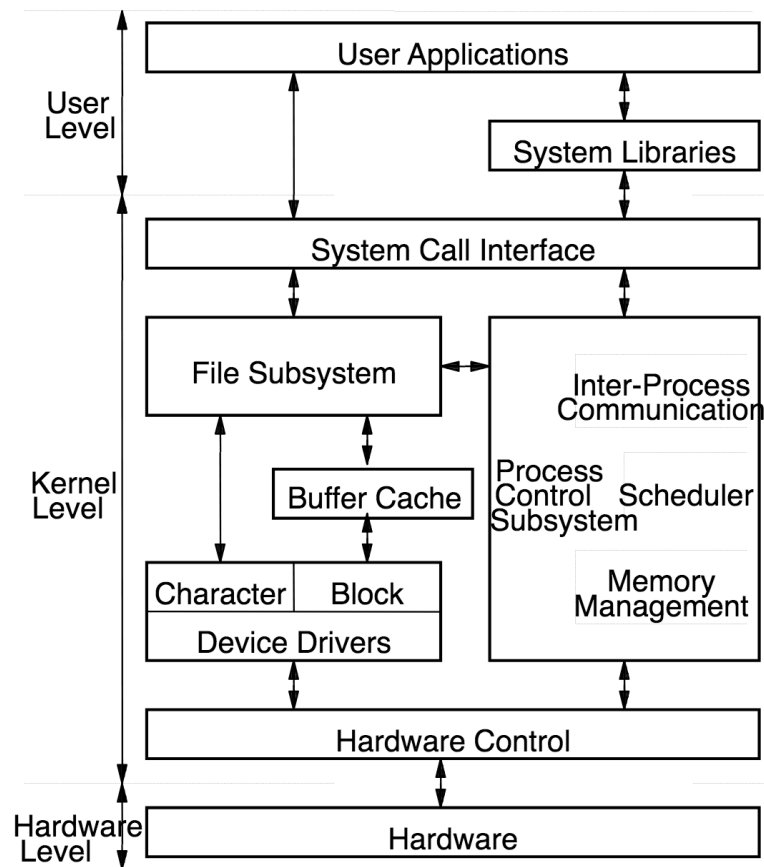 User Applications
User
Level
System Libraries
System Call Interface
File Subsystem
Inter-Process
Communication
Kernel
Level
Buffer Cache
Process
Control
Subsystem
Scheduler
Character
Block
Memory
Management
Device Drivers
Hardware Control
Hardware
Level
Hardware